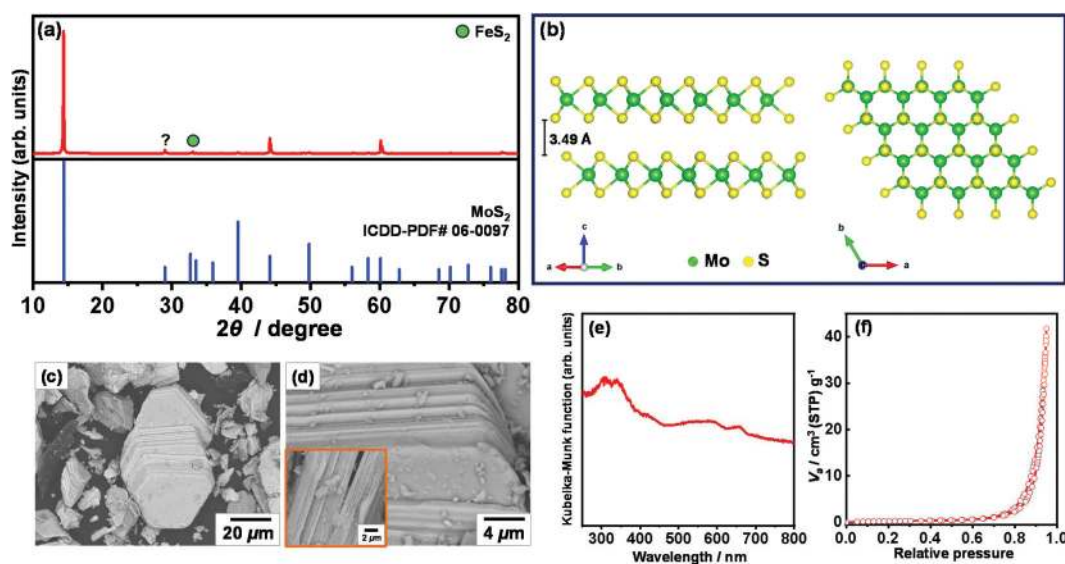 (a)
FeS2
Intensity (arb. units)
?
MoS2
ICDD-PDF# 06-0097
10 20 30 40 50 60 70 80
2θ / degree
(b)
3.49 Å
c
a b
Mo S
b
a
(c)
20 µm
(d)
2 µm
4 µm
(e)
Kubelka-Munk function (arb. units)
300 400 500 600 700 800
Wavelength / nm
(f)
Va / cm3 (STP) g-1
40
30
20
10
0
0.0 0.2 0.4 0.6 0.8 1.0
Relative pressure